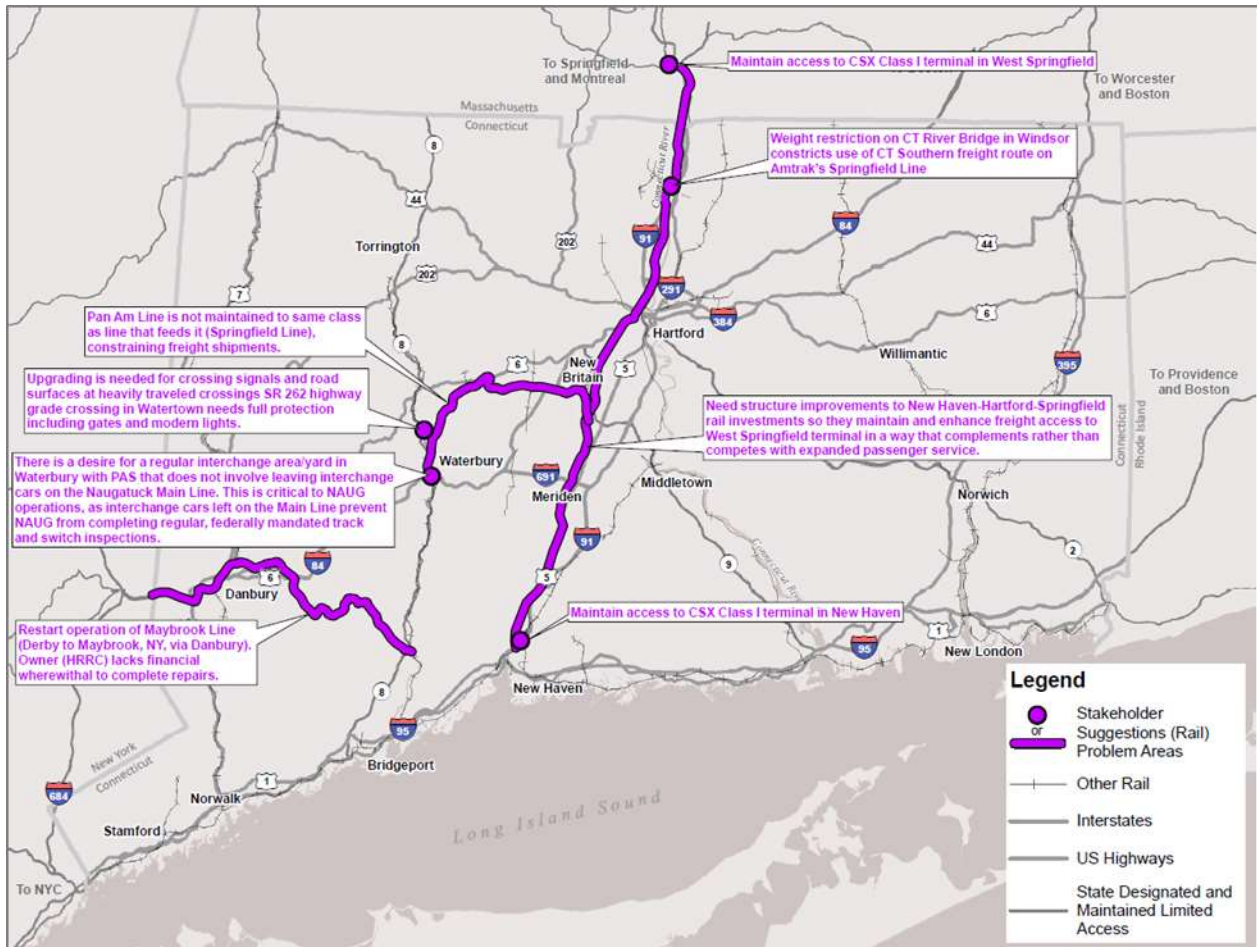 To Springfield
and Montreal
Maintain access to CSX Class I terminal in West Springfield
To Worcester
and Boston
Massachusetts
Connecticut
8
Connecticut River
Weight restriction on CT River Bridge in Windsor
constricts use of CT Southern freight route on
Amtrak's Springfield Line
44
Torrington
202
91
84
44
202
7
291
Pan Am Line is not maintained to same class
as line that feeds it (Springfield Line),
constraining freight shipments.
384
6
Hartford
8
6
New
Britain
5
Willimantic
395
To Providence
and Boston
Upgrading is needed for crossing signals and road
surfaces at heavily traveled crossings SR 262 highway
grade crossing in Watertown needs full protection
including gates and modern lights.
Need structure improvements to New Haven-Hartford-Springfield
rail investments so they maintain and enhance freight access to
West Springfield terminal in a way that complements rather than
competes with expanded passenger service.
Connecticut
Rhode Island
There is a desire for a regular interchange area/yard in
Waterbury with PAS that does not involve leaving interchange
cars on the Naugatuck Main Line. This is critical to NAUG
operations, as interchange cars left on the Main Line prevent
NAUG from completing regular, federally mandated track
and switch inspections.
Waterbury
691
Middletown
Meriden
Norwich
91
2
84
6
Danbury
5
9
Connecticut River
Maintain access to CSX Class I terminal in New Haven
Restart operation of Maybrook Line
(Derby to Maybrook, NY, via Danbury).
Owner (HRRC) lacks financial
wherewithal to complete repairs.
95
1
New London
8
New Haven
95
Bridgeport
New York
Connecticut
684
1
Norwalk
Stamford
Long Island Sound
To NYC
Legend
Stakeholder
or
Suggestions (Rail)
Problem Areas
Other Rail
Interstates
US Highways
State Designated and
Maintained Limited
Access